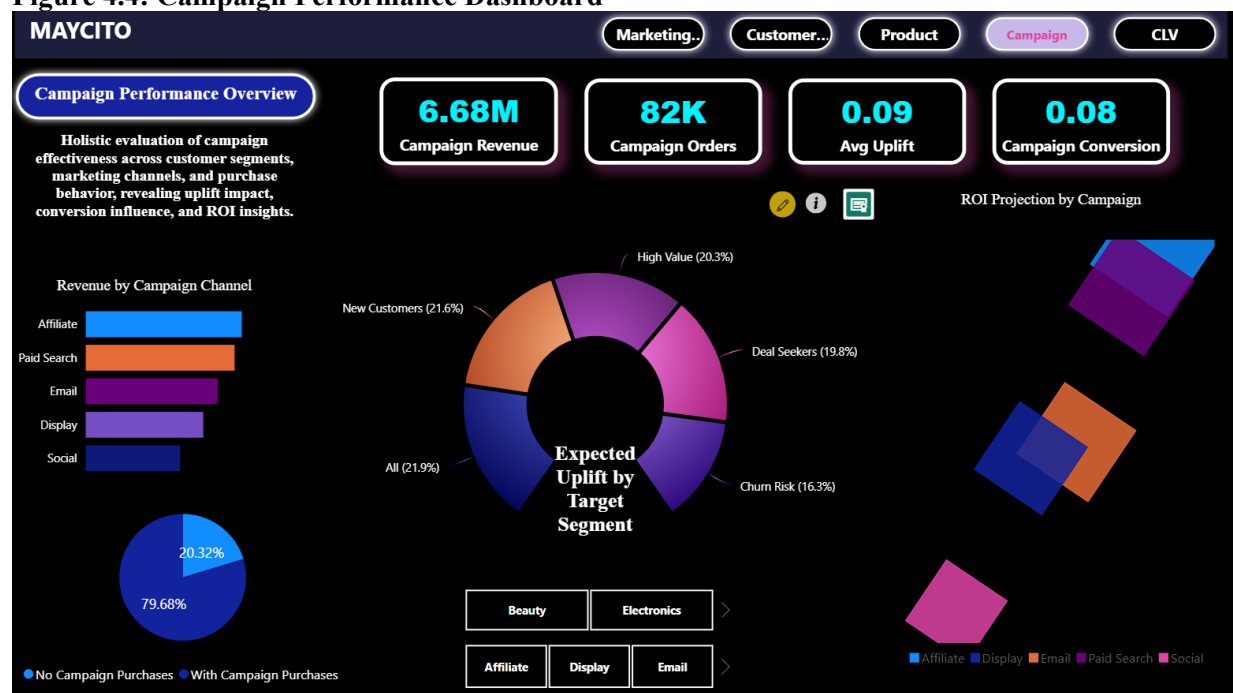 Figure 4.4: Campaign Performance Dashboard
MAYCITO
Marketing..
Customer...
Product
Campaign
CLV
Campaign Performance Overview
Holistic evaluation of campaign
effectiveness across customer segments,
marketing channels, and purchase
behavior, revealing uplift impact,
conversion influence, and ROI insights.
6.68M
Campaign Revenue
82K
Campaign Orders
0.09
Avg Uplift
0.08
Campaign Conversion
i
ROI Projection by Campaign
Revenue by Campaign Channel
Affiliate
Paid Search
Email
Display
Social
High Value (20.3%)
New Customers (21.6%)
Deal Seekers (19.8%)
All (21.9%)
Churn Risk (16.3%)
Expected
Uplift by
Target
Segment
20.32%
79.68%
No Campaign Purchases With Campaign Purchases
Beauty
Electronics
Affiliate
Display
Email
Affiliate Display Email Paid Search Social